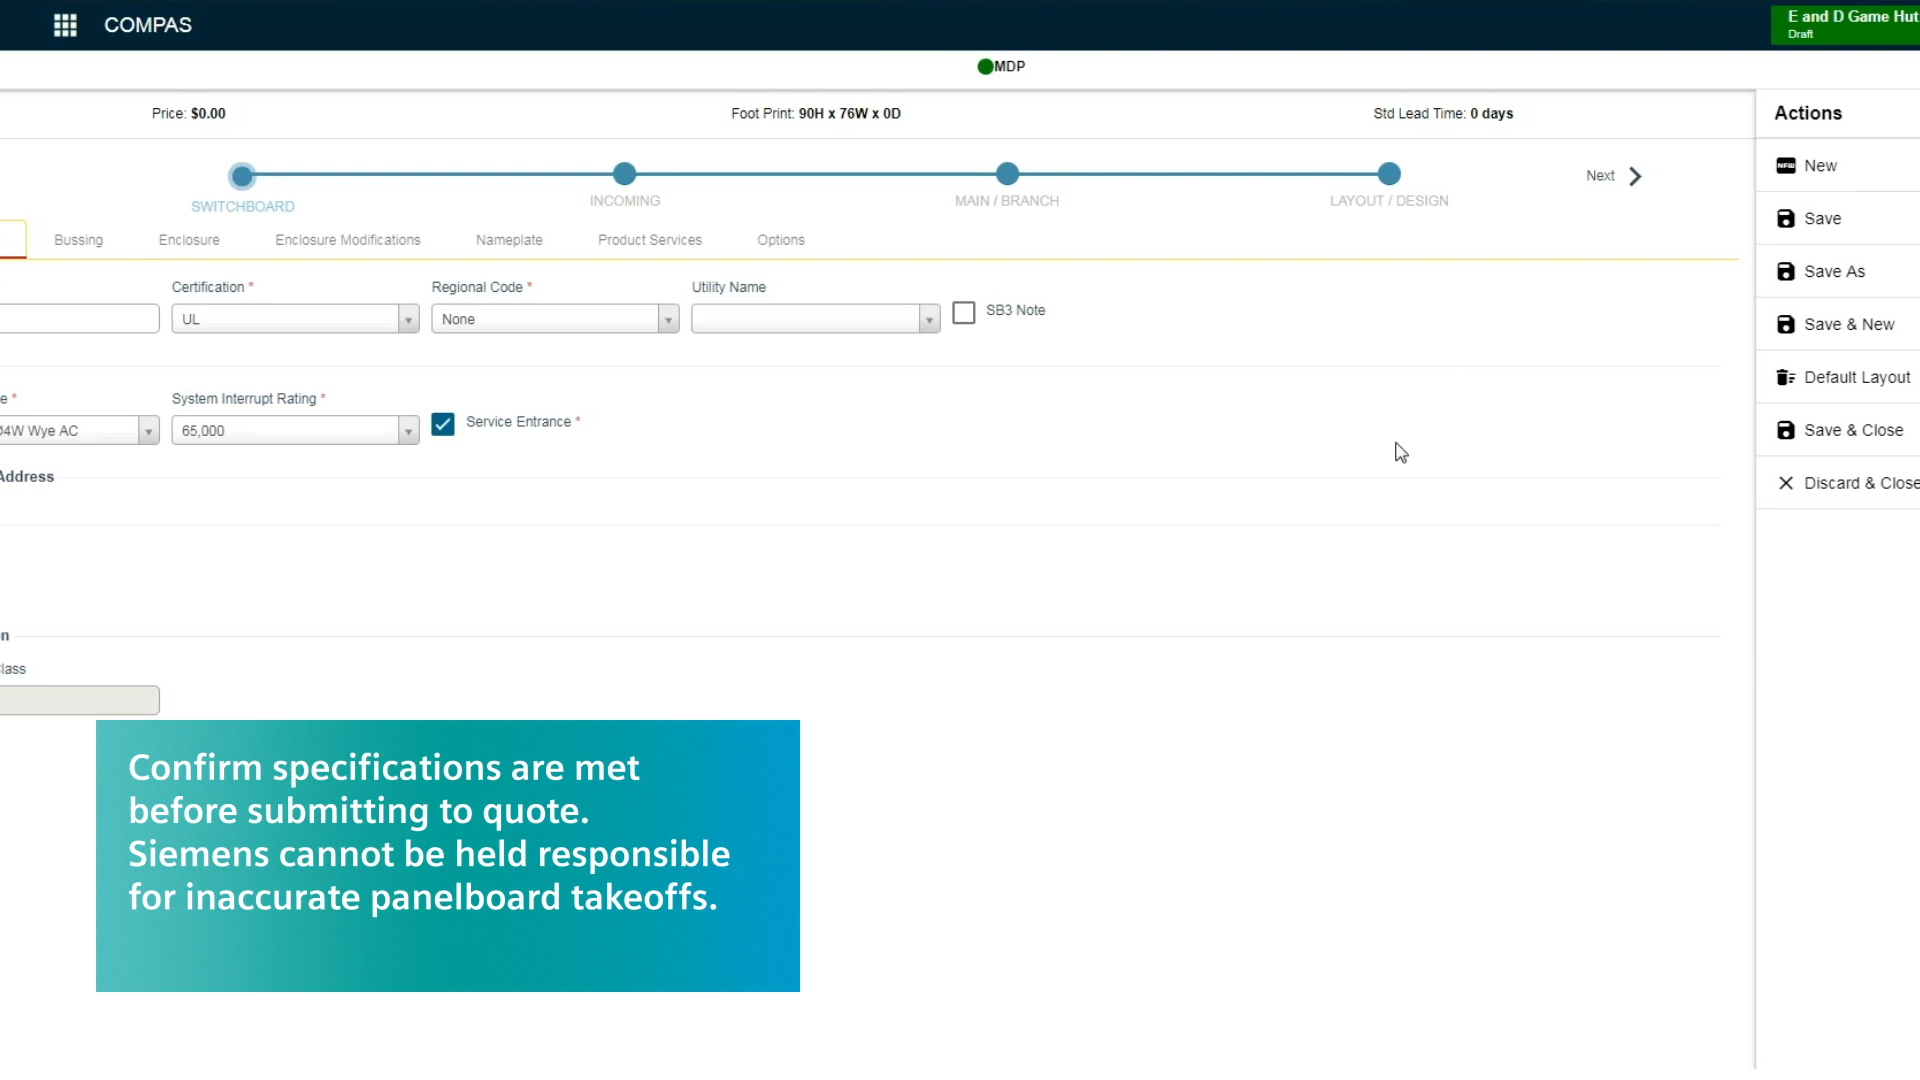 COMPAS
E and D Game Hut
Draft
MDP
Price: $0.00
Foot Print: 90H x 76W x 0D
Std Lead Time: 0 days
Actions
SWITCHBOARD
INCOMING
MAIN / BRANCH
LAYOUT / DESIGN
Next
NEW New
Save
Save As
Save & New
Default Layout
Save & Close
Discard & Close
Bussing
Enclosure
Enclosure Modifications
Nameplate
Product Services
Options
Certification *
Regional Code *
Utility Name
UL
None
SB3 Note
e *
System Interrupt Rating *
4W Wye AC
65,000
Service Entrance *
Address
n
lass
Confirm specifications are met
before submitting to quote.
Siemens cannot be held responsible
for inaccurate panelboard takeoffs.